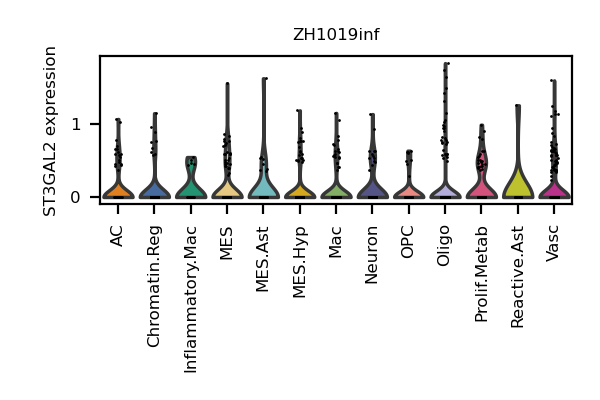 ZH1019inf
ST3GAL2 expression
1
0
AC
Chromatin.Reg
Inflammatory.Mac
MES
MES.Ast
MES.Hyp
Mac
Neuron
OPC
Oligo
Prolif.Metab
Reactive.Ast
Vasc